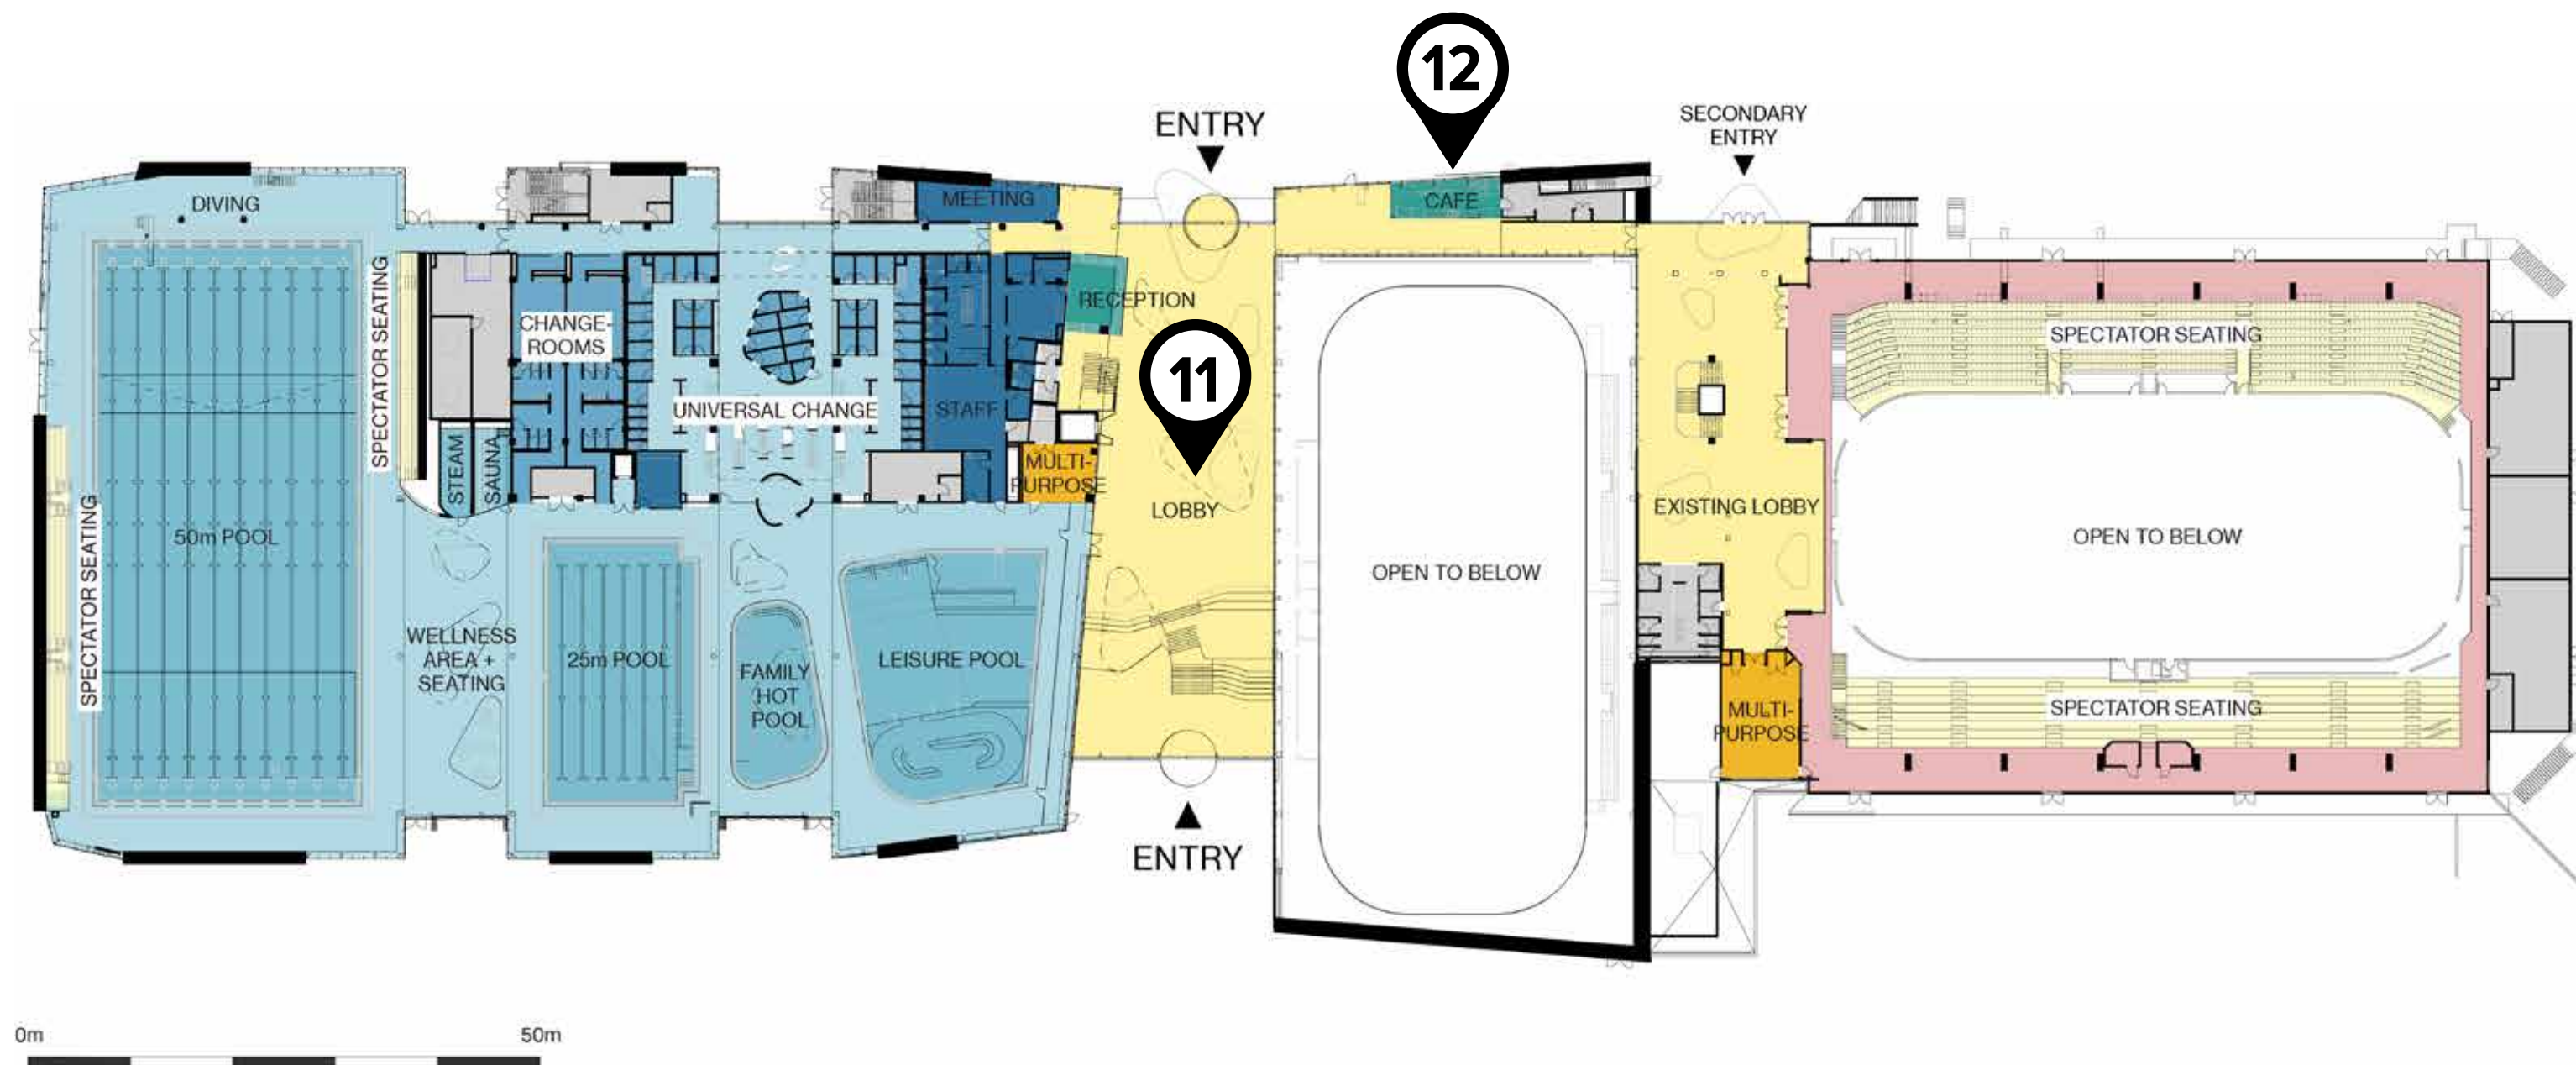 12
ENTRY
SECONDARY
ENTRY
DIVING
MEETING
CAFE
SPECTATOR SEATING
CHANGE-
ROOMS
RECEPTION
11
SPECTATOR SEATING
UNIVERSAL CHANGE
STAFF
STEAM
SAUNA
MULTI-
PURPOSE
LOBBY
EXISTING LOBBY
SPECTATOR SEATING
50m POOL
OPEN TO BELOW
OPEN TO BELOW
WELLNESS
AREA +
SEATING
25m POOL
FAMILY
HOT
POOL
LEISURE POOL
MULTI-
PURPOSE
SPECTATOR SEATING
ENTRY
0m
50m